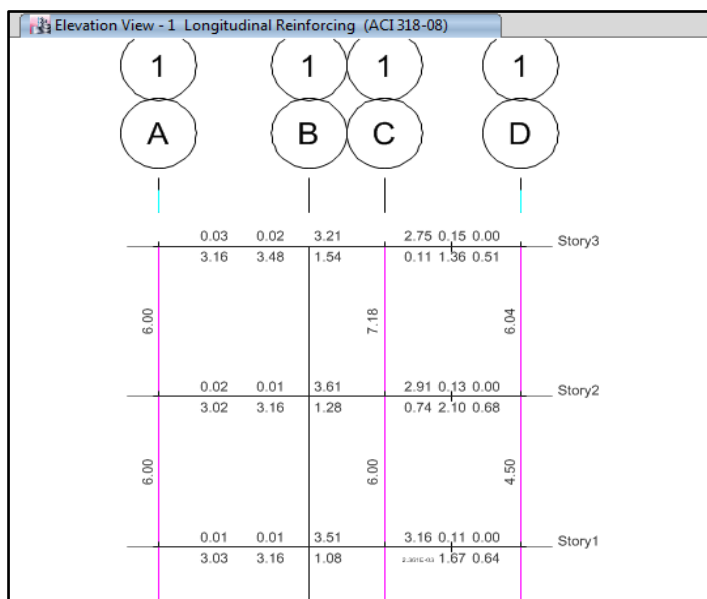 Elevation View - 1 Longitudinal Reinforcing (ACI 318-08)
1 1 1 1
A B C D
0.03 0.02 3.21 2.75 0.15 0.00
Story3
3.16 3.48 1.54 0.11 1.36 0.51
6.00 7.18 6.04
0.02 0.01 3.61 2.91 0.13 0.00
Story2
3.02 3.16 1.28 0.74 2.10 0.68
6.00 6.00 4.50
0.01 0.01 3.51 3.16 0.11 0.00
Story1
3.03 3.16 1.08 1.67 0.64